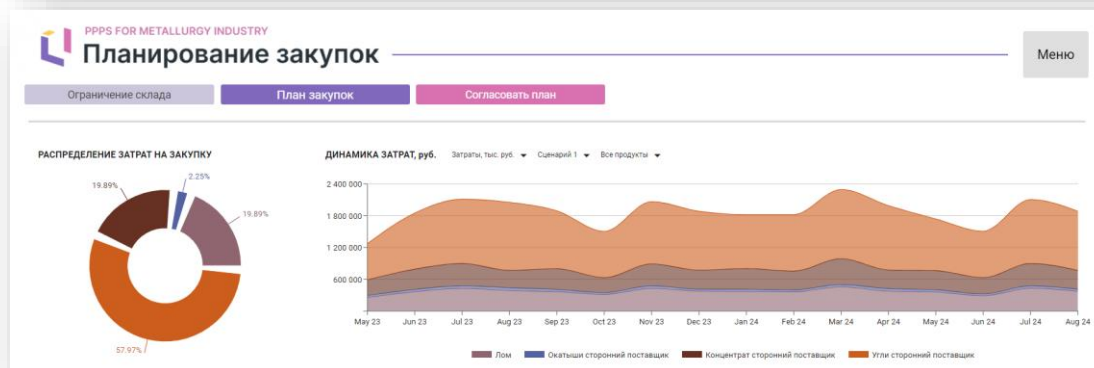 PPPS FOR METALLURGY INDUSTRY
Планирование закупок
Меню
Ограничение склада
План закупок
Согласовать план
РАСПРЕДЕЛЕНИЕ ЗАТРАТ НА ЗАКУПКУ
2.25%
19.89%
19.89%
57.97%
ДИНАМИКА ЗАТРАТ, руб. Затраты, тыс. руб. Сценарий 1 Все продукты
2 400 000
1 800 000
1 200 000
600 000
May 23 Jun 23 Jul 23 Aug 23 Sep 23 Oct 23 Nov 23 Dec 23 Jan 24 Feb 24 Mar 24 Apr 24 May 24 Jun 24 Jul 24 Aug 24
Лом Окатыши сторонний поставщик Концентрат сторонний поставщик Угли сторонний поставщик